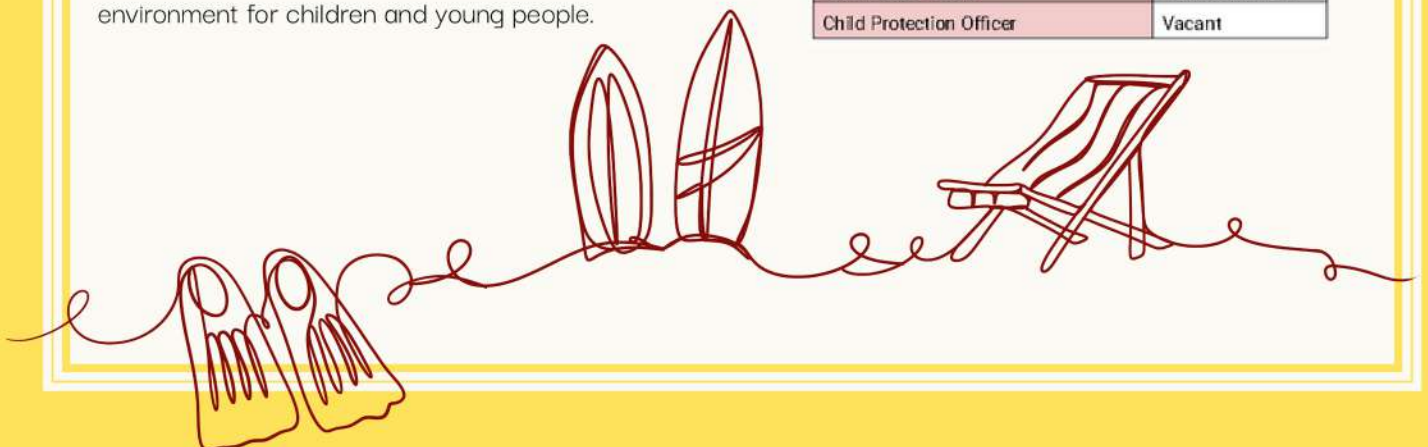 environment for children and young people.
Child Protection Officer Vacant